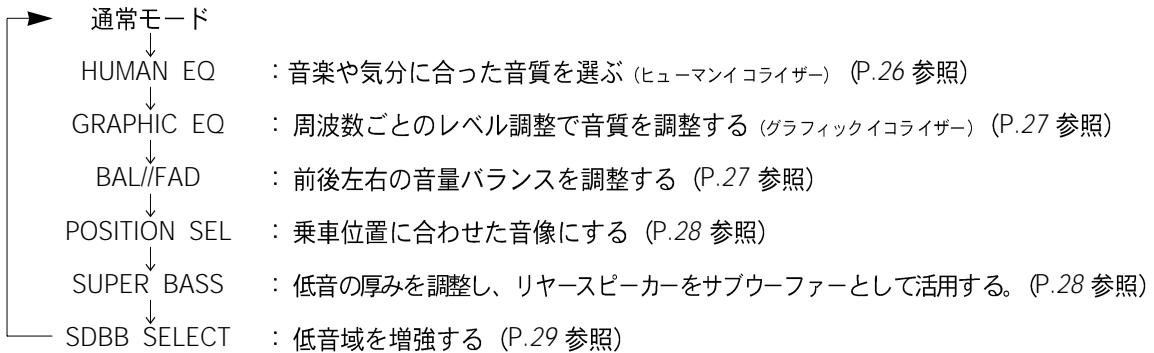 通常モード
HUMAN EQ ：音楽や気分に合った音質を選ぶ (ヒューマンイコライザー) (P.26 参照)
GRAPHIC EQ ：周波数ごとのレベル調整で音質を調整する (グラフィックイコライザー) (P.27 参照)
BAL//FAD ：前後左右の音量バランスを調整する (P.27 参照)
POSITION SEL ：乗車位置に合わせた音像にする (P.28 参照)
SUPER BASS ：低音の厚みを調整し、リヤースピーカーをサブウーファーとして活用する。(P.28 参照)
SDBB SELECT ：低音域を増強する (P.29 参照)